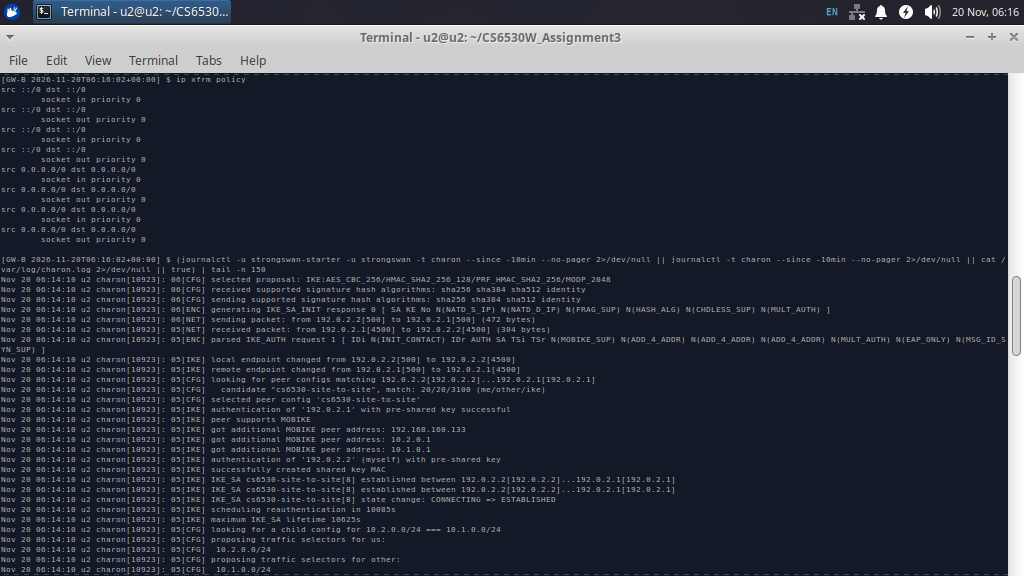 Terminal - u2@u2: ~/CS6530...
EN
20 Nov, 06:16
Terminal - u2@u2: ~/CS6530W_Assignment3
File Edit View Terminal Tabs Help
[GW-B 2026-11-20T06:16:02+00:00] $ ip xfrm policy
src ::/0 dst ::/0
socket in priority 0
src ::/0 dst ::/0
socket out priority 0
src ::/0 dst ::/0
socket in priority 0
src ::/0 dst ::/0
socket out priority 0
src 0.0.0.0/0 dst 0.0.0.0/0
socket in priority 0
src 0.0.0.0/0 dst 0.0.0.0/0
socket out priority 0
src 0.0.0.0/0 dst 0.0.0.0/0
socket in priority 0
src 0.0.0.0/0 dst 0.0.0.0/0
socket out priority 0
[GW-B 2026-11-20T06:16:02+00:00] $ (journalctl -u strongswan-starter -u strongswan -t charon --since -10min --no-pager 2>/dev/null || journalctl -t charon --since -10min --no-pager 2>/dev/null || cat /
var/log/charon.log 2>/dev/null || true) | tail -n 150
Nov 20 06:14:10 u2 charon[10923]: 06[CFG] selected proposal: IKE:AES_CBC_256/HMAC_SHA2_256_128/PRF_HMAC_SHA2_256/MODP_2048
Nov 20 06:14:10 u2 charon[10923]: 06[CFG] received supported signature hash algorithms: sha256 sha384 sha512 identity
Nov 20 06:14:10 u2 charon[10923]: 06[CFG] sending supported signature hash algorithms: sha256 sha384 sha512 identity
Nov 20 06:14:10 u2 charon[10923]: 06[ENC] generating IKE_SA_INIT response 0 [ SA KE No N(NATD_S_IP) N(NATD_D_IP) N(FRAG_SUP) N(HASH_ALG) N(CHDLESS_SUP) N(MULT_AUTH) ]
Nov 20 06:14:10 u2 charon[10923]: 06[NET] sending packet: from 192.0.2.2[500] to 192.0.2.1[500] (472 bytes)
Nov 20 06:14:10 u2 charon[10923]: 05[NET] received packet: from 192.0.2.1[4500] to 192.0.2.2[4500] (304 bytes)
Nov 20 06:14:10 u2 charon[10923]: 05[ENC] parsed IKE_AUTH request 1 [ IDi N(INIT_CONTACT) IDr AUTH SA TSi TSr N(MOBIKE_SUP) N(ADD_4_ADDR) N(ADD_4_ADDR) N(ADD_4_ADDR) N(MULT_AUTH) N(EAP_ONLY) N(MSG_ID_S
YN_SUP) ]
Nov 20 06:14:10 u2 charon[10923]: 05[IKE] local endpoint changed from 192.0.2.2[500] to 192.0.2.2[4500]
Nov 20 06:14:10 u2 charon[10923]: 05[IKE] remote endpoint changed from 192.0.2.1[500] to 192.0.2.1[4500]
Nov 20 06:14:10 u2 charon[10923]: 05[CFG] looking for peer configs matching 192.0.2.2[192.0.2.2]...192.0.2.1[192.0.2.1]
Nov 20 06:14:10 u2 charon[10923]: 05[CFG] candidate "cs6530-site-to-site", match: 20/20/3100 (me/other/ike)
Nov 20 06:14:10 u2 charon[10923]: 05[CFG] selected peer config 'cs6530-site-to-site'
Nov 20 06:14:10 u2 charon[10923]: 05[IKE] authentication of '192.0.2.1' with pre-shared key successful
Nov 20 06:14:10 u2 charon[10923]: 05[IKE] peer supports MOBIKE
Nov 20 06:14:10 u2 charon[10923]: 05[IKE] got additional MOBIKE peer address: 192.168.160.133
Nov 20 06:14:10 u2 charon[10923]: 05[IKE] got additional MOBIKE peer address: 10.2.0.1
Nov 20 06:14:10 u2 charon[10923]: 05[IKE] got additional MOBIKE peer address: 10.1.0.1
Nov 20 06:14:10 u2 charon[10923]: 05[IKE] authentication of '192.0.2.2' (myself) with pre-shared key
Nov 20 06:14:10 u2 charon[10923]: 05[IKE] successfully created shared key MAC
Nov 20 06:14:10 u2 charon[10923]: 05[IKE] IKE_SA cs6530-site-to-site[8] established between 192.0.2.2[192.0.2.2]...192.0.2.1[192.0.2.1]
Nov 20 06:14:10 u2 charon[10923]: 05[IKE] IKE_SA cs6530-site-to-site[8] established between 192.0.2.2[192.0.2.2]...192.0.2.1[192.0.2.1]
Nov 20 06:14:10 u2 charon[10923]: 05[IKE] IKE_SA cs6530-site-to-site[8] state change: CONNECTING => ESTABLISHED
Nov 20 06:14:10 u2 charon[10923]: 05[IKE] scheduling reauthentication in 10085s
Nov 20 06:14:10 u2 charon[10923]: 05[IKE] maximum IKE_SA lifetime 10625s
Nov 20 06:14:10 u2 charon[10923]: 05[CFG] looking for a child config for 10.2.0.0/24 === 10.1.0.0/24
Nov 20 06:14:10 u2 charon[10923]: 05[CFG] proposing traffic selectors for us:
Nov 20 06:14:10 u2 charon[10923]: 05[CFG] 10.2.0.0/24
Nov 20 06:14:10 u2 charon[10923]: 05[CFG] proposing traffic selectors for other:
Nov 20 06:14:10 u2 charon[10923]: 05[CFG] 10.1.0.0/24